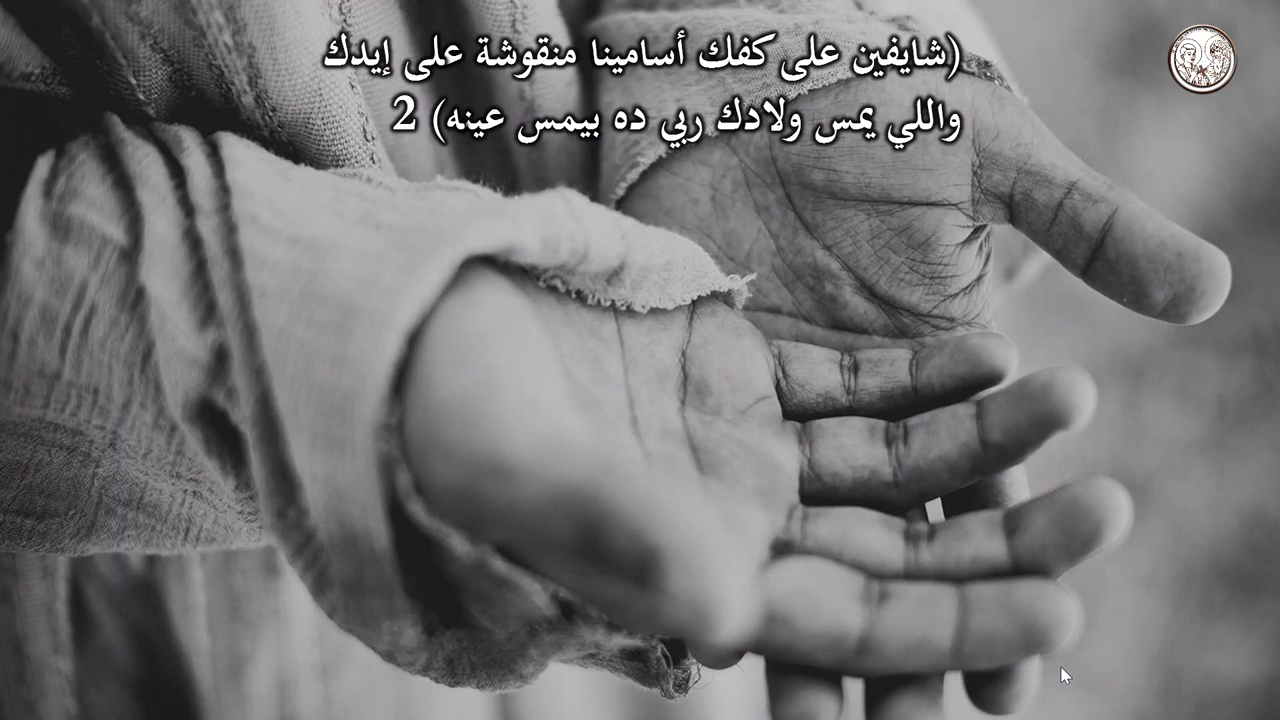 (شايفين على كفك أسامينا منقوشة على إيدك
واللي يمس ولادك ربي ده بيمس عينه) 2